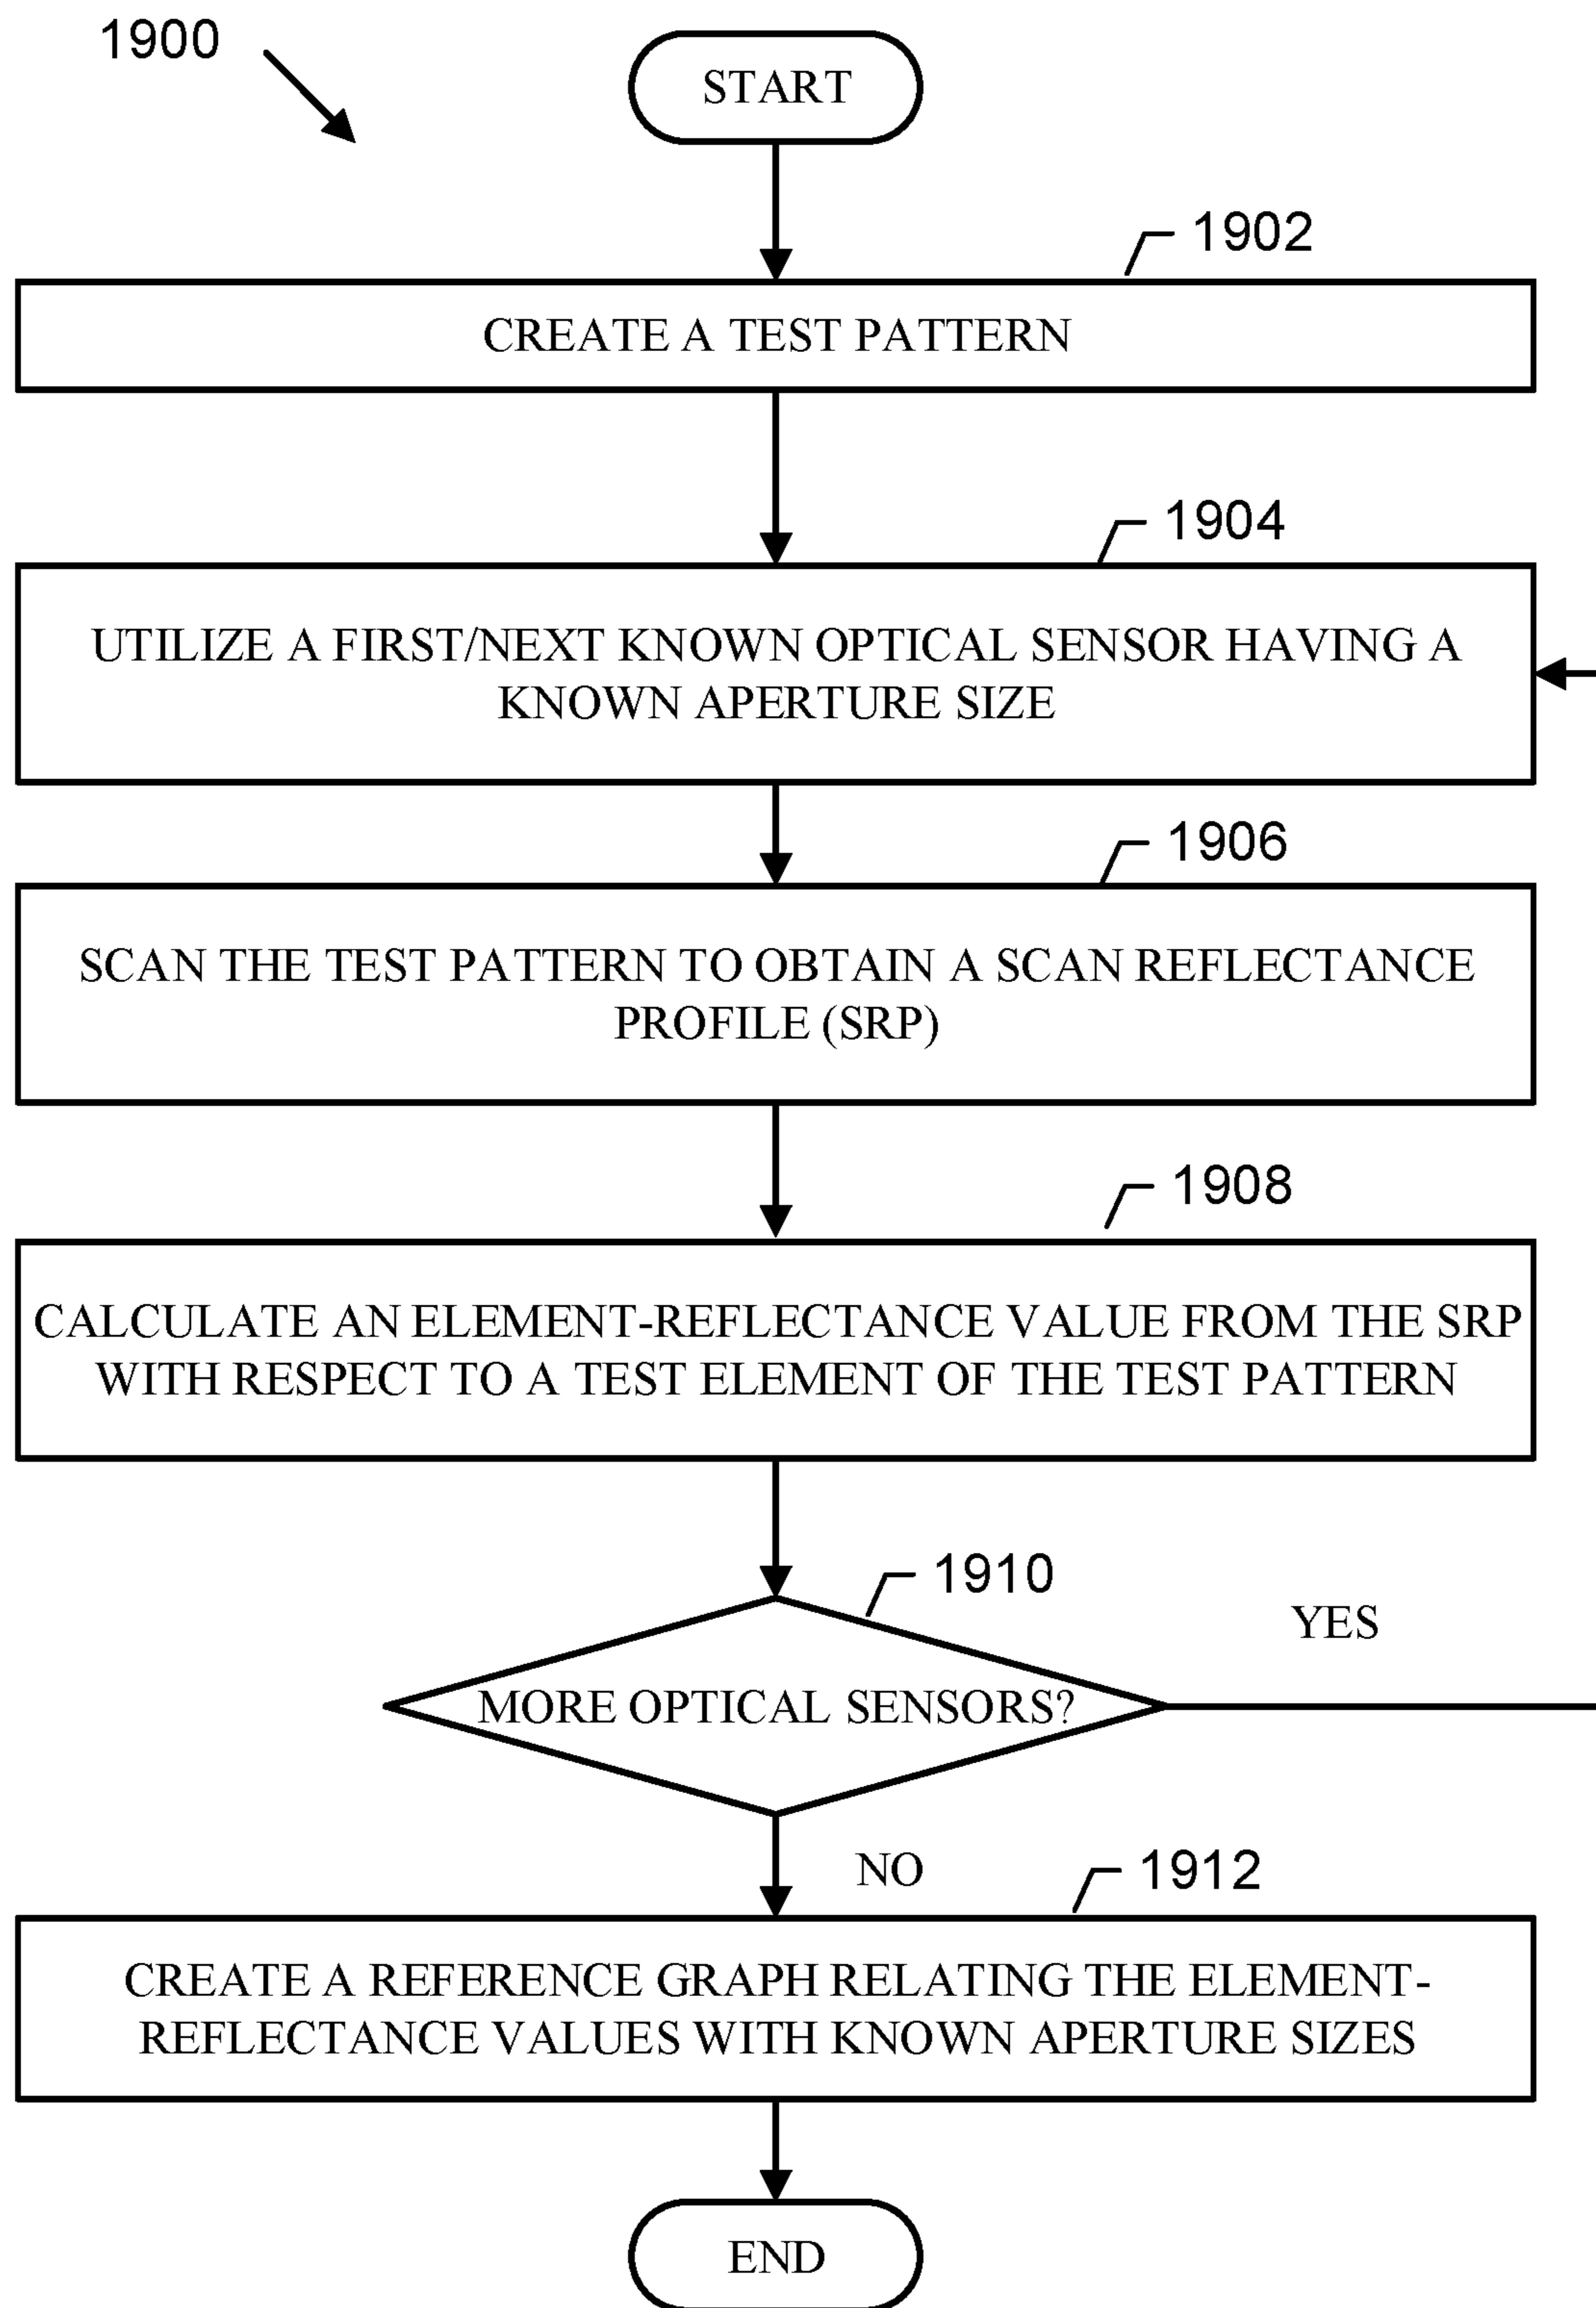 1900
START
1902
CREATE A TEST PATTERN
1904
UTILIZE A FIRST/NEXT KNOWN OPTICAL SENSOR HAVING A
KNOWN APERTURE SIZE
1906
SCAN THE TEST PATTERN TO OBTAIN A SCAN REFLECTANCE
PROFILE (SRP)
1908
CALCULATE AN ELEMENT-REFLECTANCE VALUE FROM THE SRP
WITH RESPECT TO A TEST ELEMENT OF THE TEST PATTERN
1910
YES
MORE OPTICAL SENSORS?
NO
1912
CREATE A REFERENCE GRAPH RELATING THE ELEMENT-
REFLECTANCE VALUES WITH KNOWN APERTURE SIZES
END